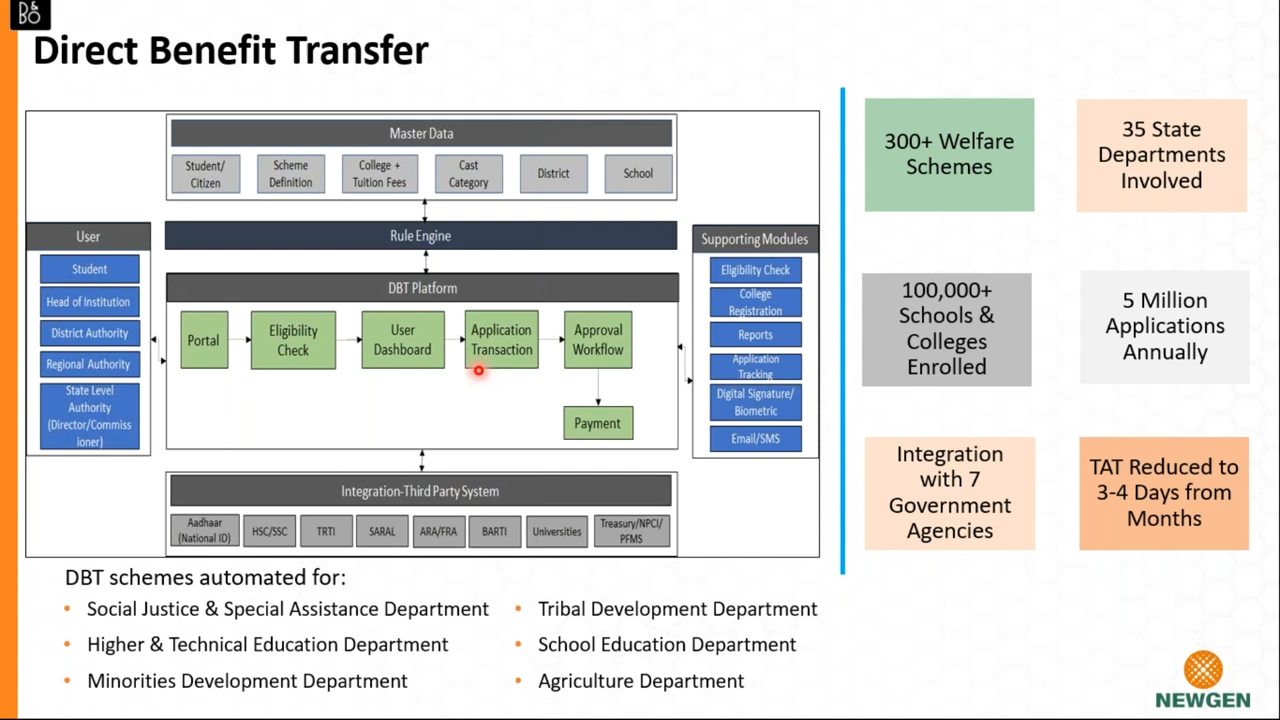 B&O
Direct Benefit Transfer
Master Data
Student/
Citizen
Scheme
Definition
College +
Tuition Fees
Cast
Category
District
School
Rule Engine
User
Student
Head of Institution
District Authority
Regional Authority
State Level
Authority
(Director/Commiss
ioner)
DBT Platform
Portal
Eligibility
Check
User
Dashboard
Application
Transaction
Approval
Workflow
Payment
Supporting Modules
Eligibility Check
College
Registration
Reports
Application
Tracking
Digital Signature/
Biometric
Email/SMS
Integration-Third Party System
Aadhaar
(National ID)
HSC/SSC
TRTI
SARAL
ARA/FRA
BARTI
Universities
Treasury/NPCI/
PFMS
300+ Welfare
Schemes
35 State
Departments
Involved
100,000+
Schools &
Colleges
Enrolled
5 Million
Applications
Annually
Integration
with 7
Government
Agencies
TAT Reduced to
3-4 Days from
Months
DBT schemes automated for:
• Social Justice & Special Assistance Department
• Higher & Technical Education Department
• Minorities Development Department
• Tribal Development Department
• School Education Department
• Agriculture Department
NEWGEN